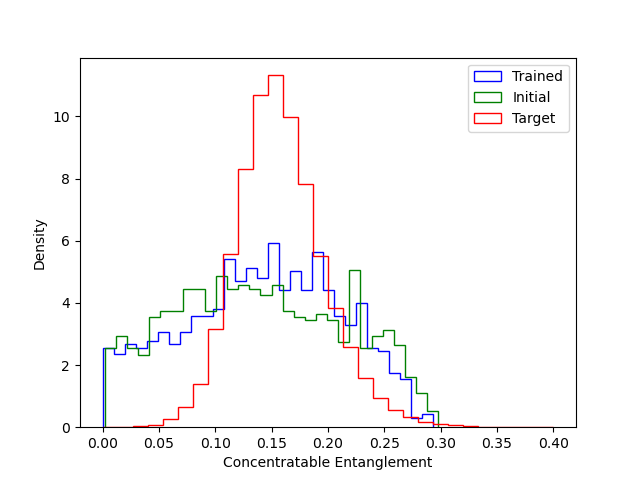 Trained
Initial
Target
10
8
6
4
2
0
Density
0.00 0.05 0.10 0.15 0.20 0.25 0.30 0.35 0.40
Concentratable Entanglement